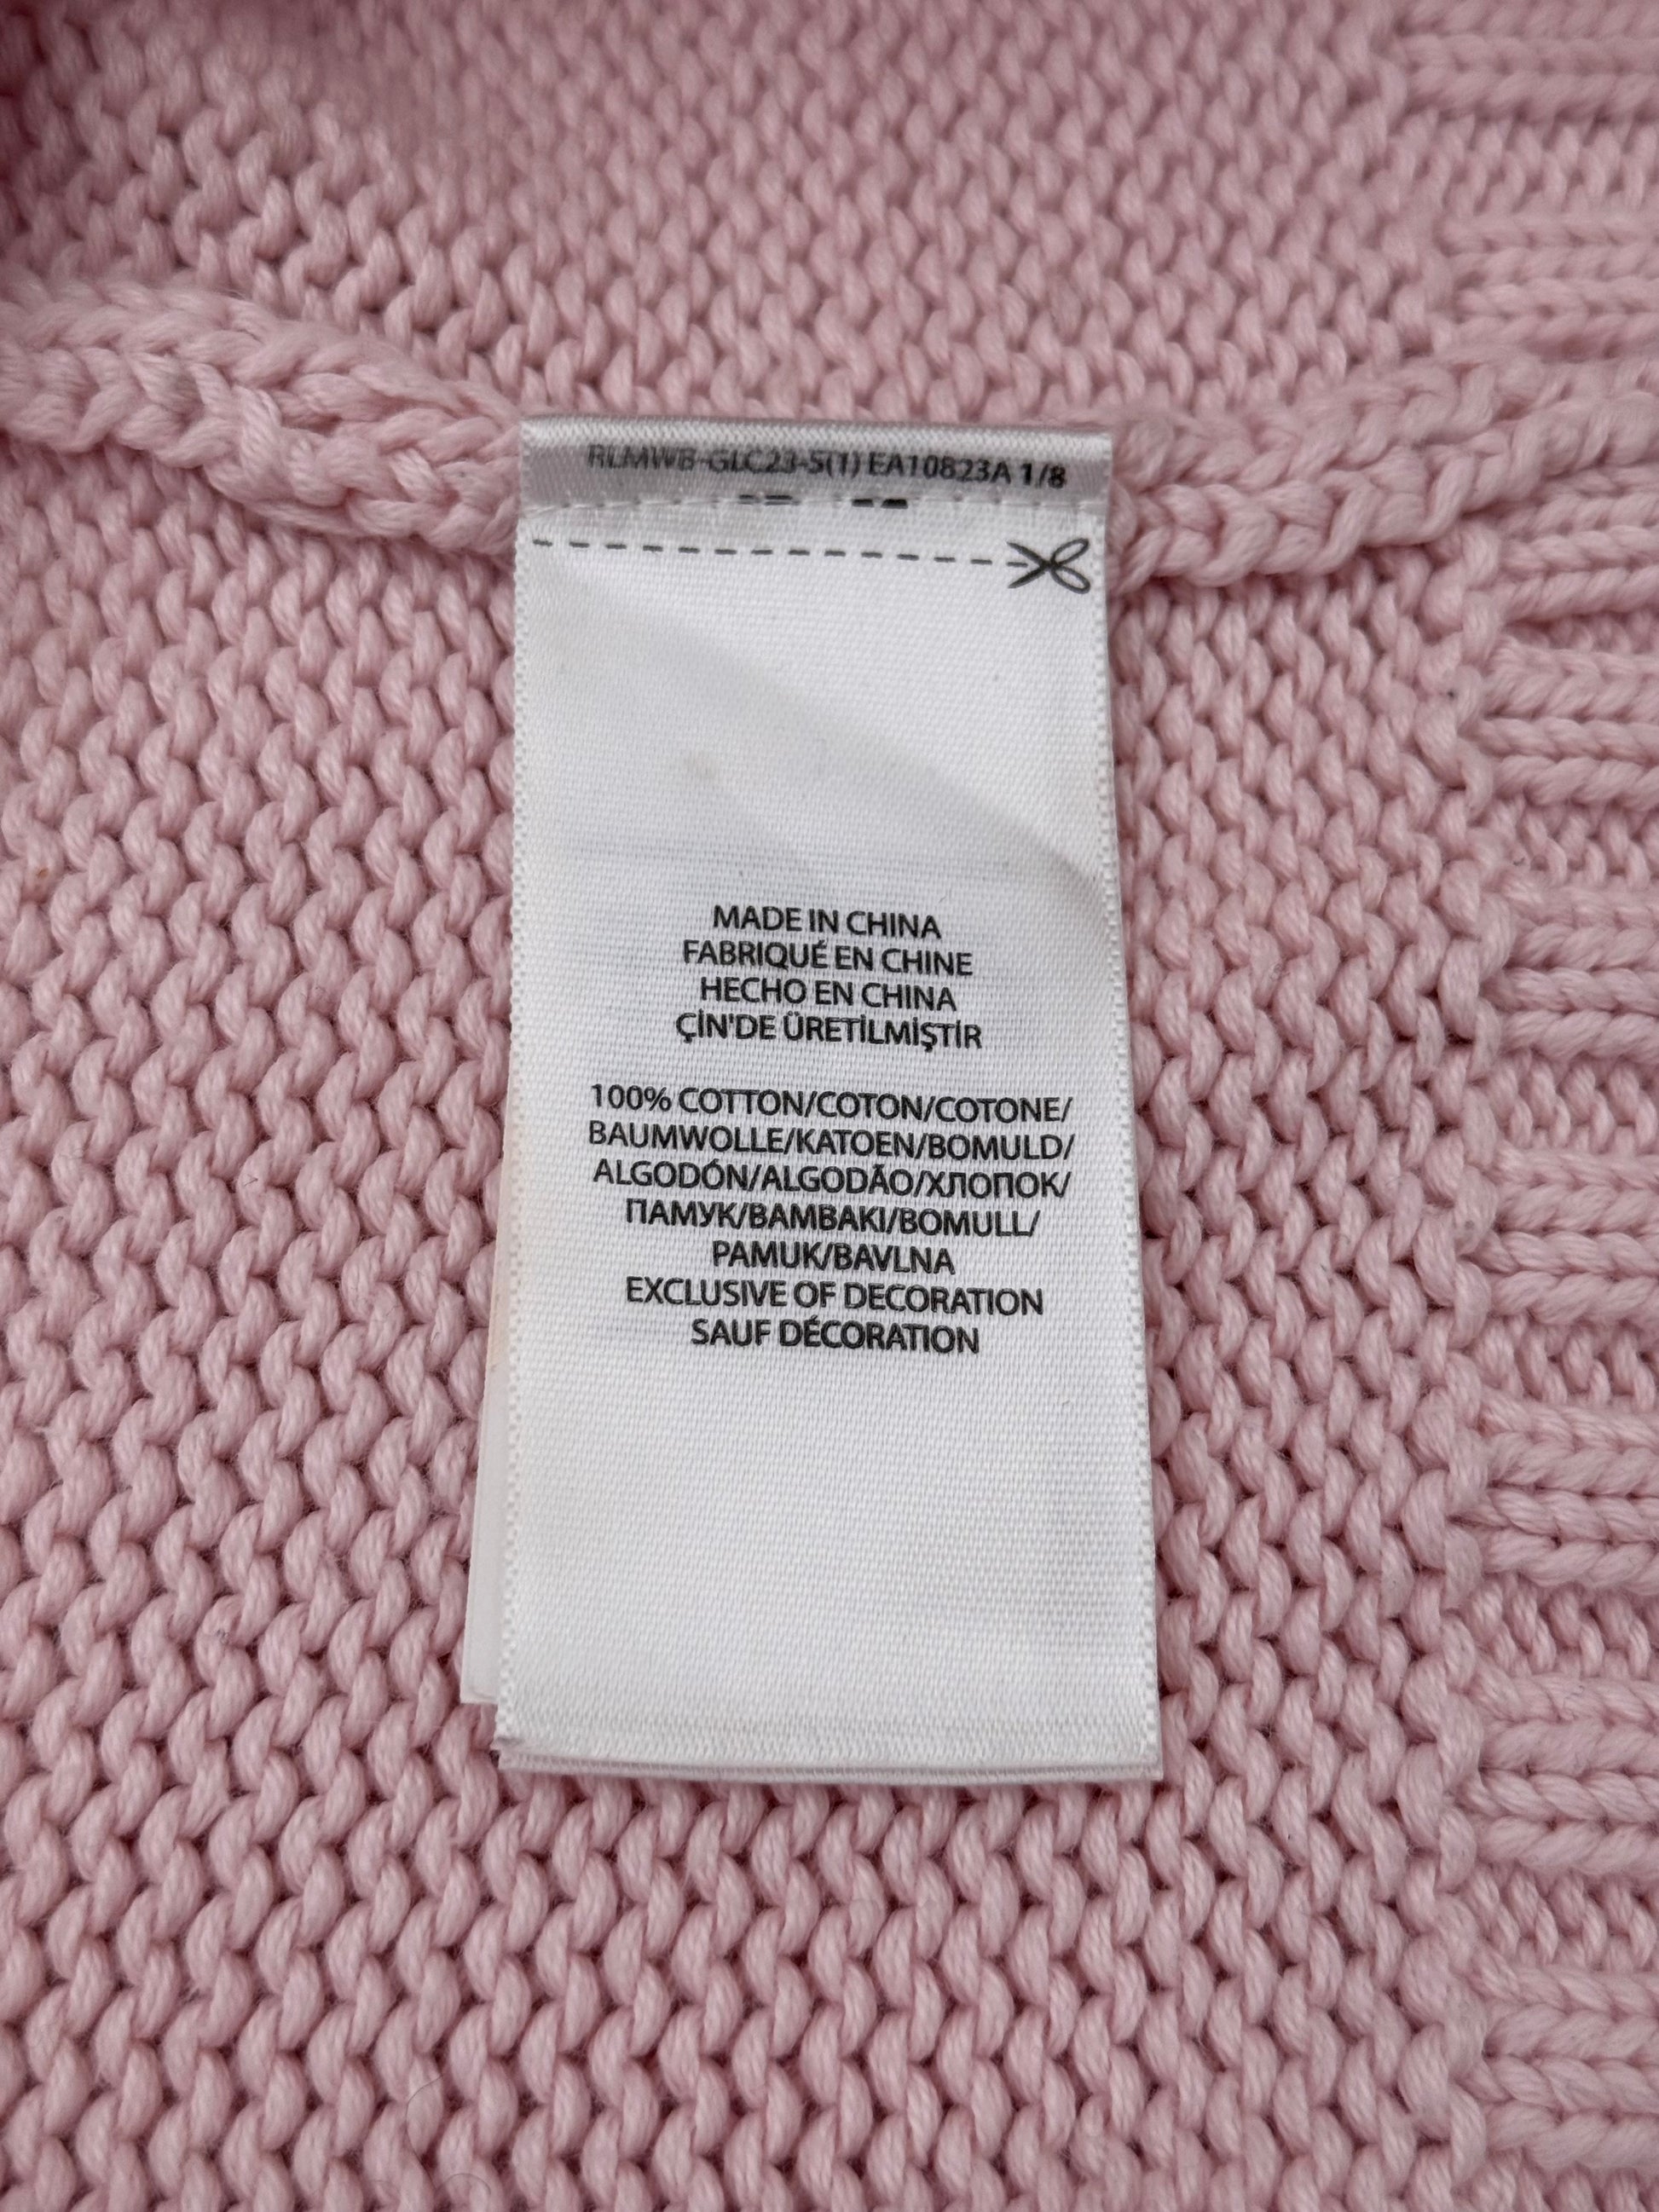 RLMWB-GLC23-S(1) EA10823A 1/8
MADE IN CHINA
FABRIQUÉ EN CHINE
HECHO EN CHINA
ÇİN'DE ÜRETİLMİŞTİR
100% COTTON/COTON/COTONE/
BAUMWOLLE/KATOEN/BOMULD/
ALGODÓN/ALGODÃO/ХЛОПОК/
ПАМУК/ΒΑΜΒΑΚΙ/BOMULL/
PAMUK/BAVLNA
EXCLUSIVE OF DECORATION
SAUF DÉCORATION